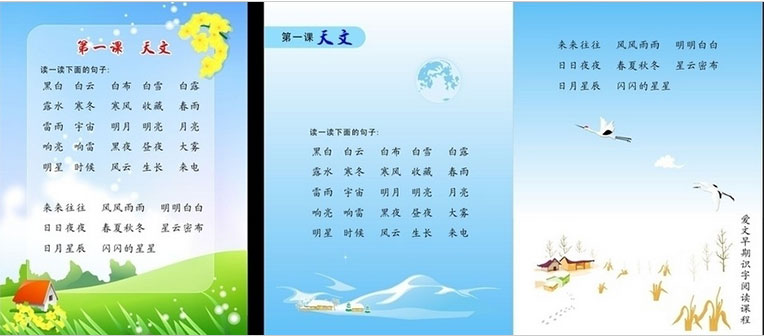 第一课 天文
读一读下面的句子:
黑白 白云 白布 白雪 白露
露水 寒冬 寒风 收藏 春雨
雷雨 宇宙 明月 明亮 月亮
响亮 响雷 黑夜 昼夜 大雾
明星 时候 风云 生长 来电
来来往往 风风雨雨 明明白白
日日夜夜 春夏秋冬 星云密布
日月星辰 闪闪的星星
第一课 天文
读一读下面的句子:
黑白 白云 白布 白雪 白露
露水 寒冬 寒风 收藏 春雨
雷雨 宇宙 明月 明亮 月亮
响亮 响雷 黑夜 昼夜 大雾
明星 时候 风云 生长 来电
来来往往 风风雨雨 明明白白
日日夜夜 春夏秋冬 星云密布
日月星辰 闪闪的星星
爱文早期识字阅读课程